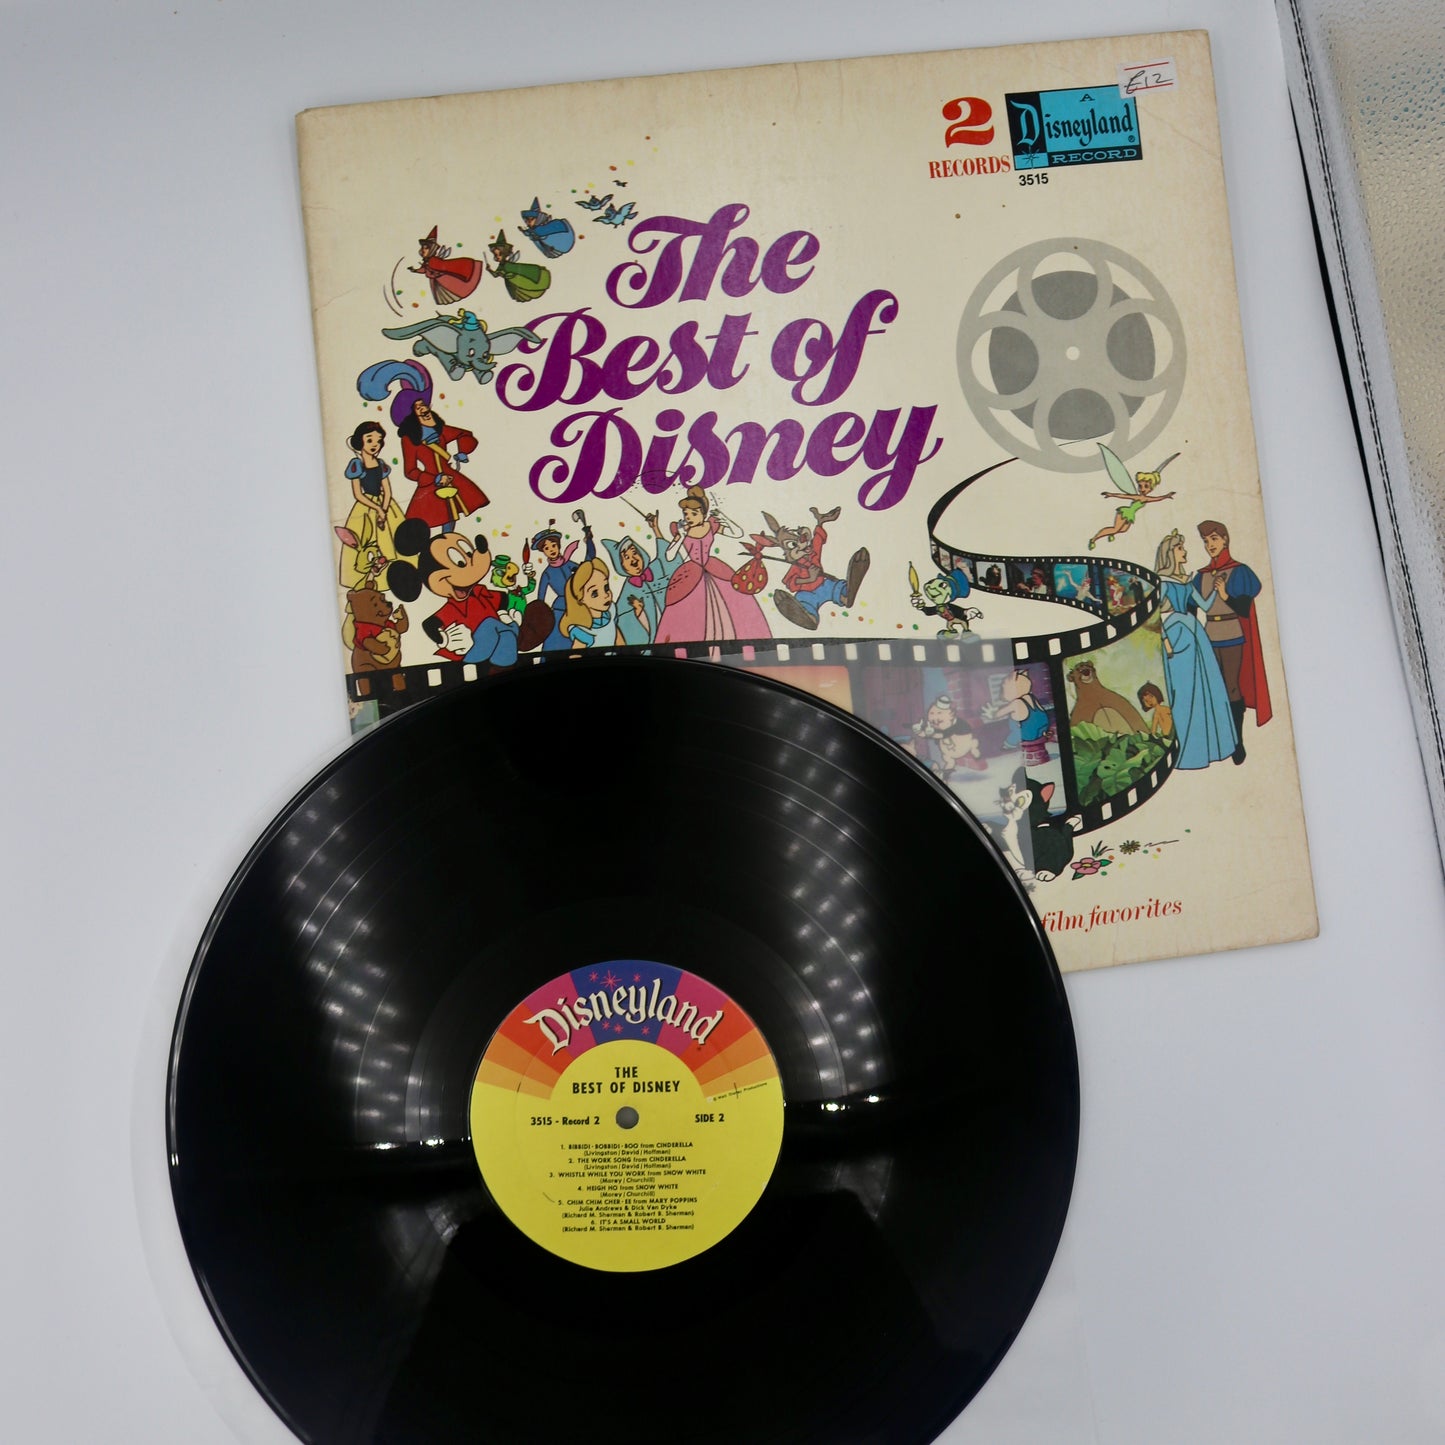 £12
2
RECORDS
A
Disneyland®
RECORD
3515
The
Best of
Disney
film favorites
Disneyland
THE
BEST OF DISNEY
3515 - Record 2
SIDE 2
1. BIBBIDI-BOBBIDI-BOO from CINDERELLA
(Livingston/David/Hoffman)
2. THE WORK SONG from CINDERELLA
(Livingston/David/Hoffman)
3. WHISTLE WHILE YOU WORK from SNOW WHITE
(Morey/Churchill)
4. HEIGH HO from SNOW WHITE
(Morey/Churchill)
5. CHIM CHIM CHER-EE from MARY POPPINS
Julie Andrews & Dick Van Dyke
(Richard M. Sherman & Robert B. Sherman)
6. IT'S A SMALL WORLD
(Richard M. Sherman & Robert B. Sherman)